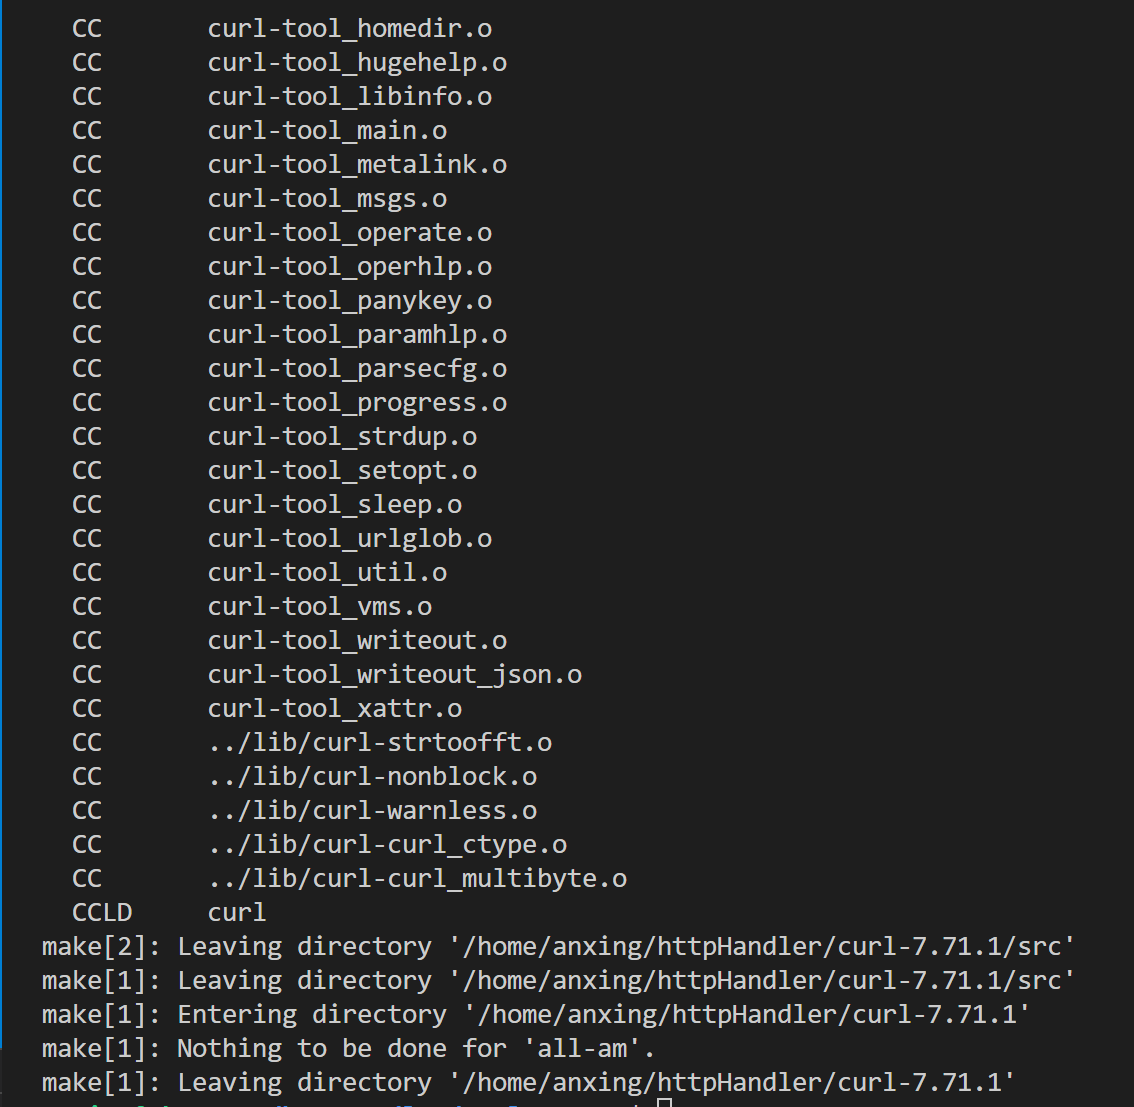 CC curl-tool_homedir.o
CC curl-tool_hugehelp.o
CC curl-tool_libinfo.o
CC curl-tool_main.o
CC curl-tool_metalink.o
CC curl-tool_msgs.o
CC curl-tool_operate.o
CC curl-tool_operhlp.o
CC curl-tool_panykey.o
CC curl-tool_paramhlp.o
CC curl-tool_parsecfg.o
CC curl-tool_progress.o
CC curl-tool_strdup.o
CC curl-tool_setopt.o
CC curl-tool_sleep.o
CC curl-tool_urlglob.o
CC curl-tool_util.o
CC curl-tool_vms.o
CC curl-tool_writeout.o
CC curl-tool_writeout_json.o
CC curl-tool_xattr.o
CC ../lib/curl-strtoofft.o
CC ../lib/curl-nonblock.o
CC ../lib/curl-warnless.o
CC ../lib/curl-curl_ctype.o
CC ../lib/curl-curl_multibyte.o
CCLD curl
make[2]: Leaving directory '/home/anxing/httpHandler/curl-7.71.1/src'
make[1]: Leaving directory '/home/anxing/httpHandler/curl-7.71.1/src'
make[1]: Entering directory '/home/anxing/httpHandler/curl-7.71.1'
make[1]: Nothing to be done for 'all-am'.
make[1]: Leaving directory '/home/anxing/httpHandler/curl-7.71.1'